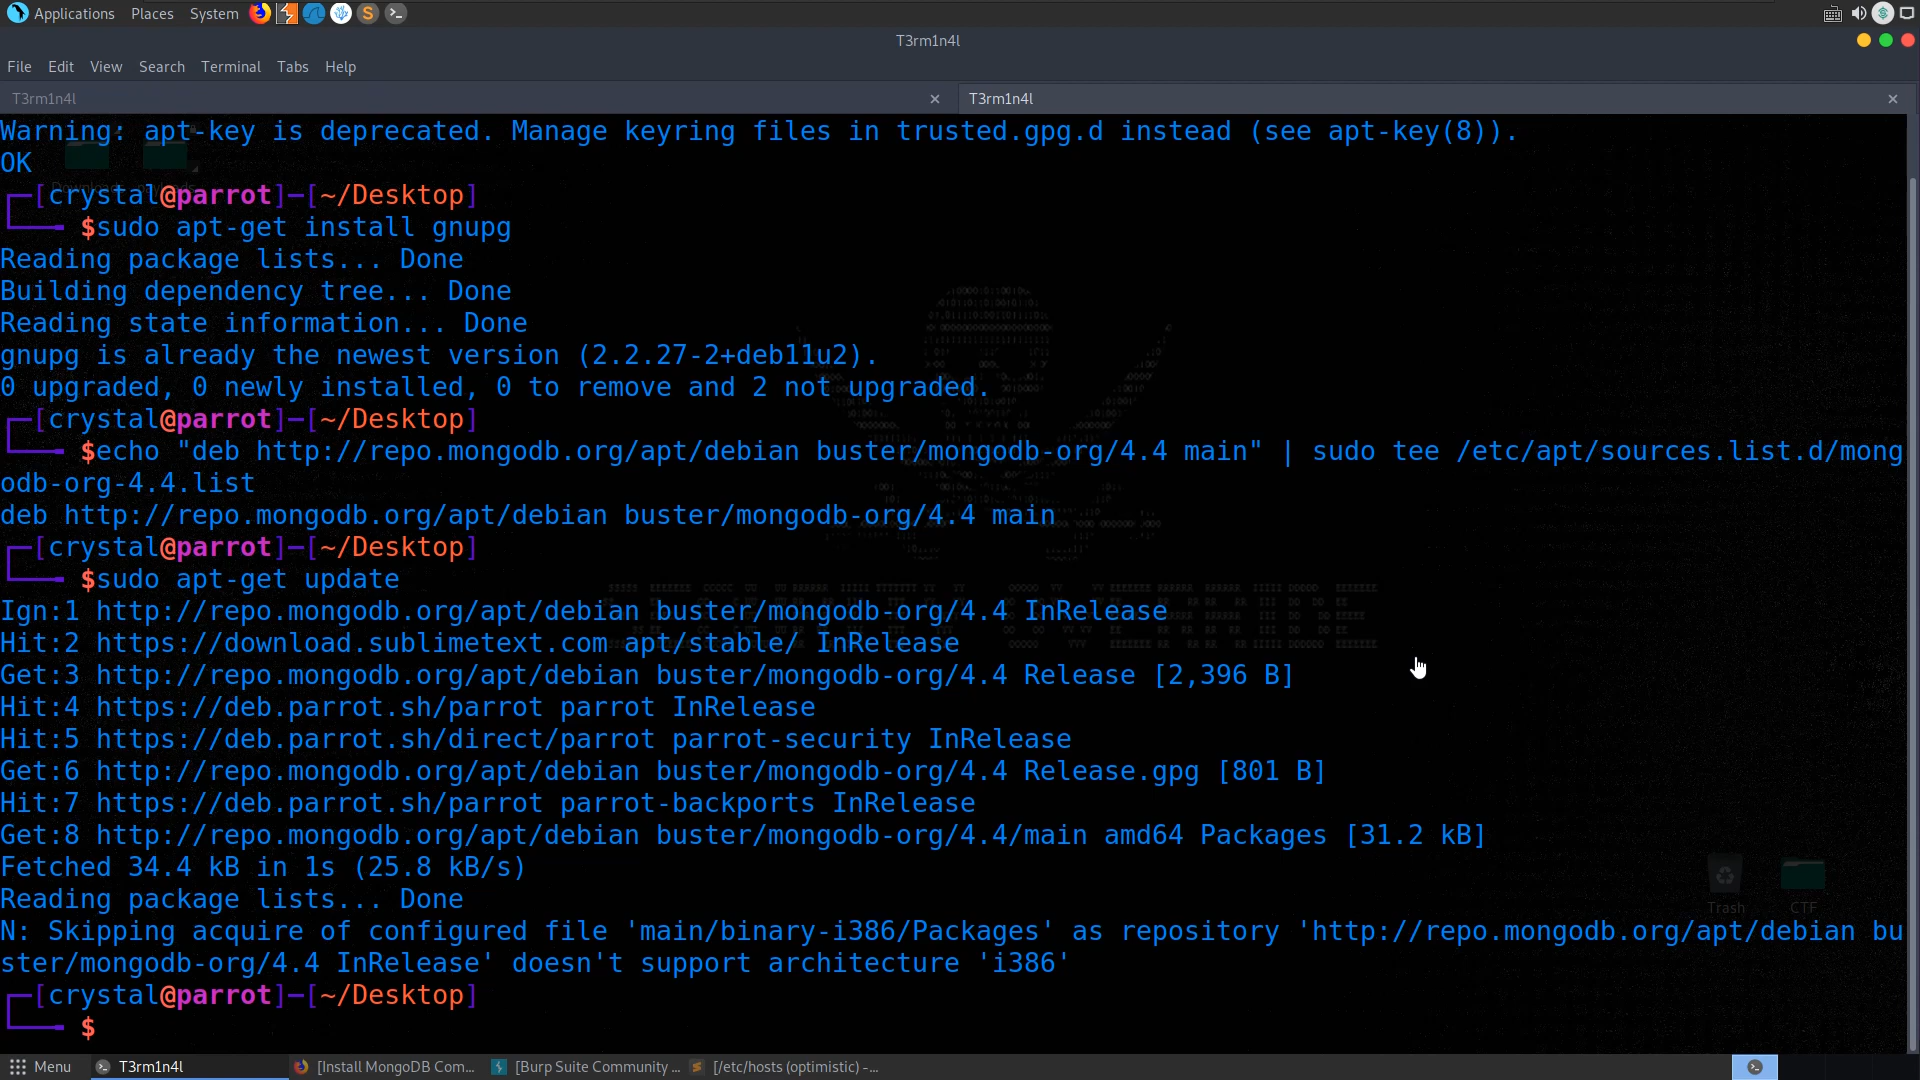 Applications Places System
T3rm1n4l
File Edit View Search Terminal Tabs Help
T3rm1n4l × T3rm1n4l ×
Warning: apt-key is deprecated. Manage keyring files in trusted.gpg.d instead (see apt-key(8)).
OK
[crystal@parrot]-[~/Desktop]
$sudo apt-get install gnupg
Reading package lists... Done
Building dependency tree... Done
Reading state information... Done
gnupg is already the newest version (2.2.27-2+deb11u2).
0 upgraded, 0 newly installed, 0 to remove and 2 not upgraded.
[crystal@parrot]-[~/Desktop]
$echo "deb http://repo.mongodb.org/apt/debian buster/mongodb-org/4.4 main" | sudo tee /etc/apt/sources.list.d/mong
odb-org-4.4.list
deb http://repo.mongodb.org/apt/debian buster/mongodb-org/4.4 main
[crystal@parrot]-[~/Desktop]
$sudo apt-get update
Ign:1 http://repo.mongodb.org/apt/debian buster/mongodb-org/4.4 InRelease
Hit:2 https://download.sublimetext.com apt/stable/ InRelease
Get:3 http://repo.mongodb.org/apt/debian buster/mongodb-org/4.4 Release [2,396 B]
Hit:4 https://deb.parrot.sh/parrot parrot InRelease
Hit:5 https://deb.parrot.sh/direct/parrot parrot-security InRelease
Get:6 http://repo.mongodb.org/apt/debian buster/mongodb-org/4.4 Release.gpg [801 B]
Hit:7 https://deb.parrot.sh/parrot parrot-backports InRelease
Get:8 http://repo.mongodb.org/apt/debian buster/mongodb-org/4.4/main amd64 Packages [31.2 kB]
Fetched 34.4 kB in 1s (25.8 kB/s)
Reading package lists... Done
N: Skipping acquire of configured file 'main/binary-i386/Packages' as repository 'http://repo.mongodb.org/apt/debian bu
ster/mongodb-org/4.4 InRelease' doesn't support architecture 'i386'
[crystal@parrot]-[~/Desktop]
$
Trash CTF
Menu T3rm1n4l [Install MongoDB Com... [Burp Suite Community ... [/etc/hosts (optimistic) -...